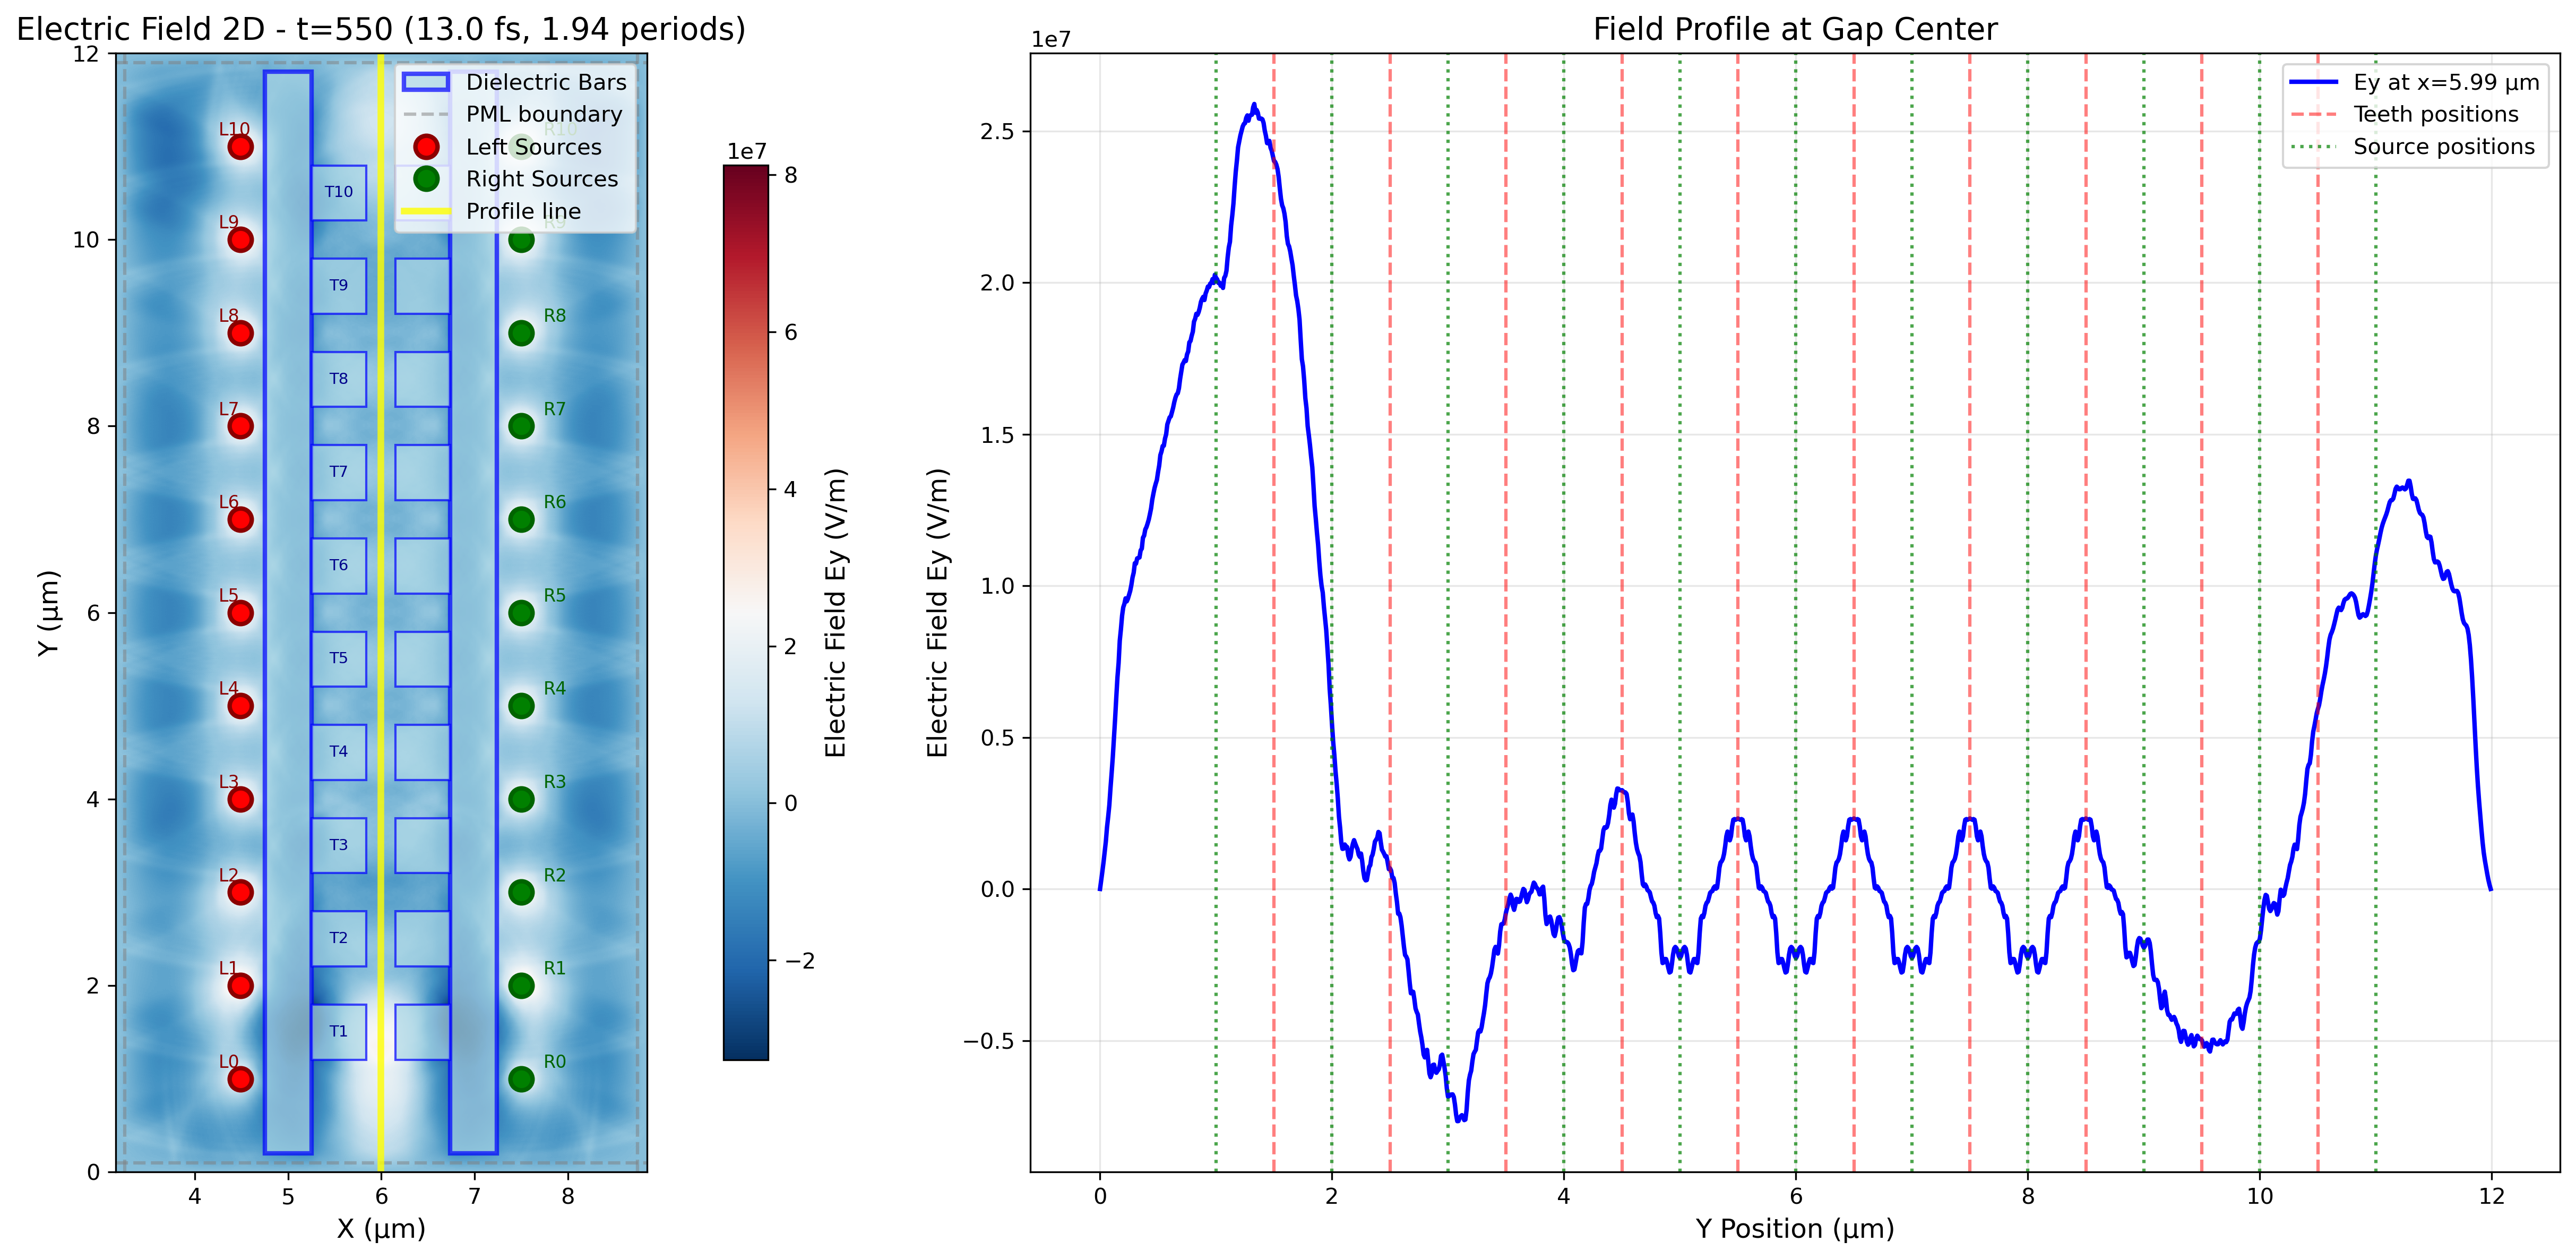 Electric Field 2D - t=550 (13.0 fs, 1.94 periods)
Dielectric Bars
PML boundary
Left Sources
Right Sources
Profile line
L10
L9
L8
L7
L6
L5
L4
L3
L2
L1
L0
T10
T9
T8
T7
T6
T5
T4
T3
T2
T1
R10
R9
R8
R7
R6
R5
R4
R3
R2
R1
R0
12
10
8
6
4
2
0
Y (μm)
4 5 6 7 8
X (μm)
1e7
8
6
4
2
0
−2
Electric Field Ey (V/m)
Field Profile at Gap Center
1e7
Ey at x=5.99 μm
Teeth positions
Source positions
2.5
2.0
1.5
1.0
0.5
0.0
−0.5
Electric Field Ey (V/m)
0 2 4 6 8 10 12
Y Position (μm)